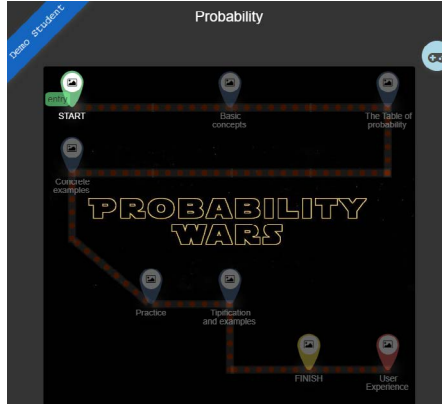 Probability
Demo Student
entry
START
Basic
concepts
The Table of
probability
Concrete
examples
PROBABILITY
WARS
Practice
Tipification
and examples
FINISH
User
Experience